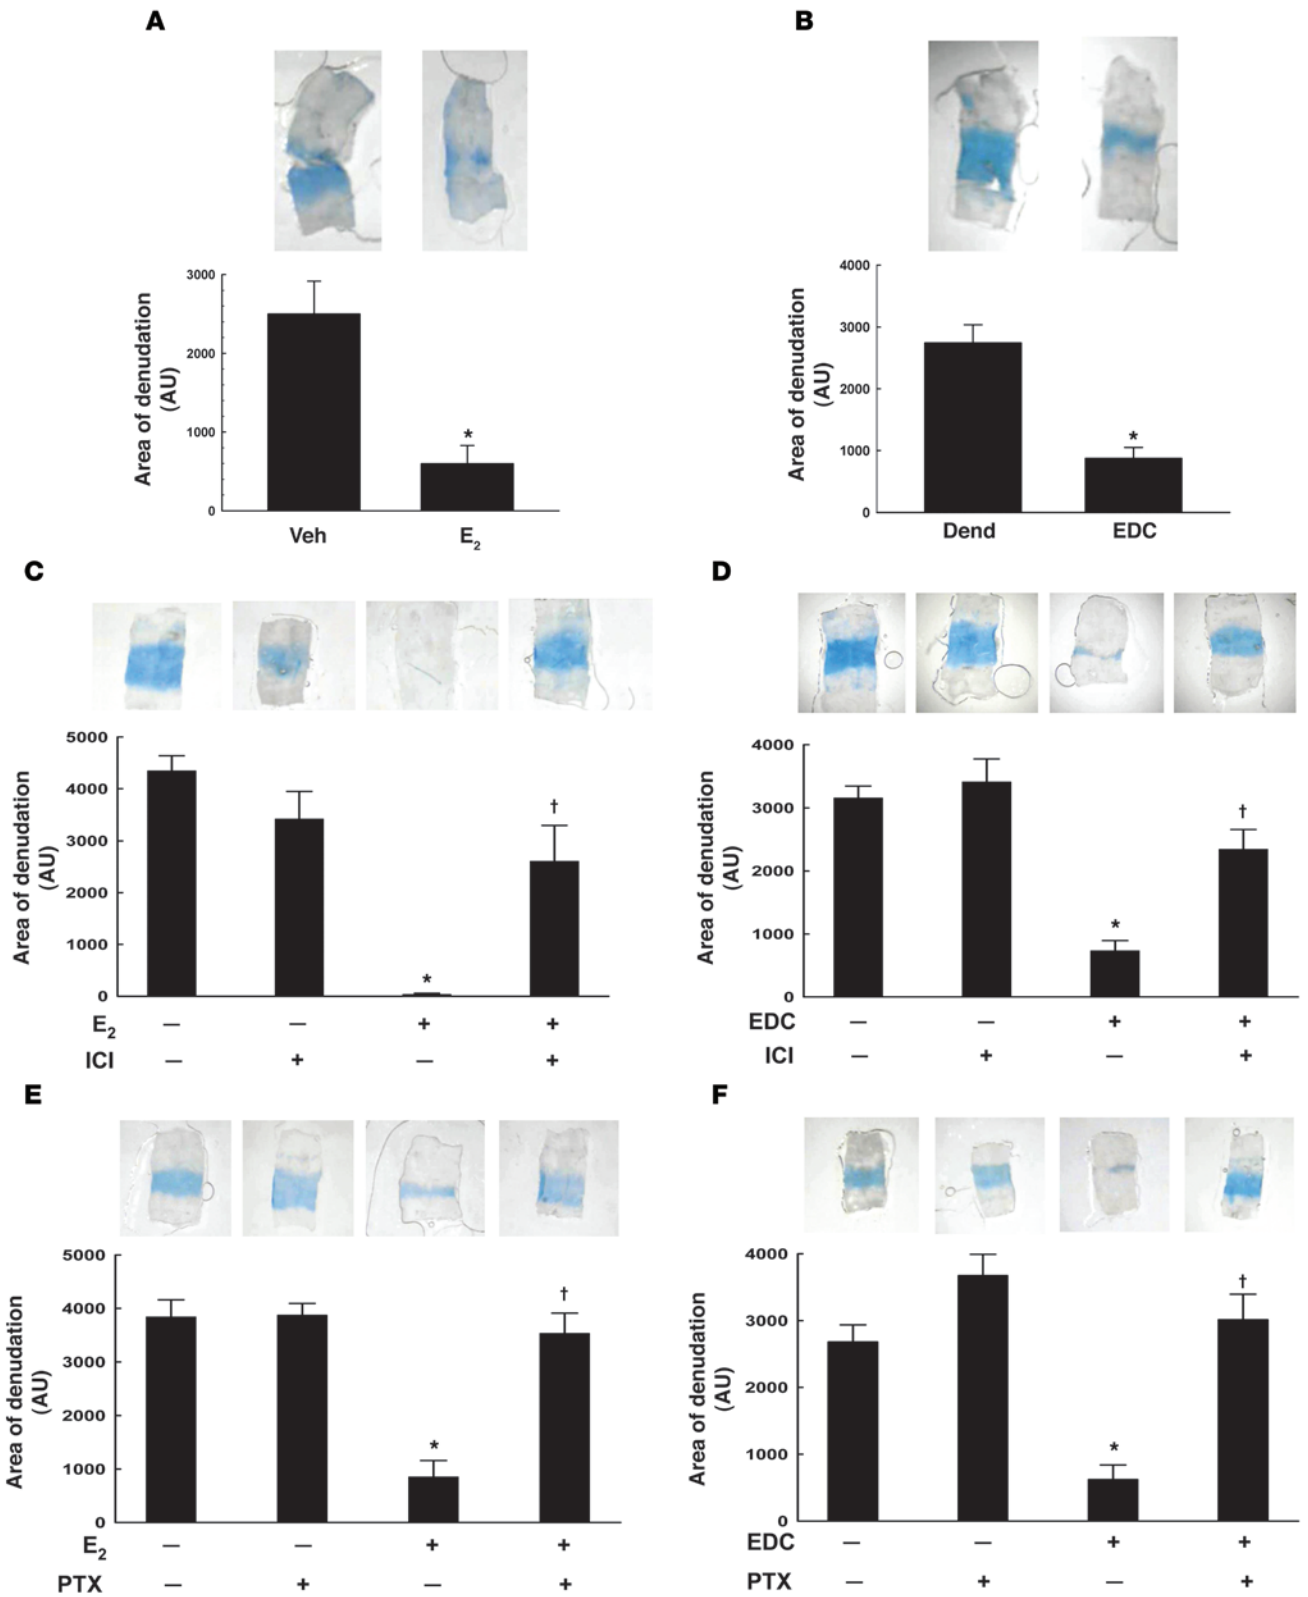 A
3000
2000
1000
0
Area of denudation
(AU)
*
Veh
E2
B
4000
3000
2000
1000
0
Area of denudation
(AU)
*
Dend
EDC
C
5000
4000
3000
2000
1000
0
Area of denudation
(AU)
*
†
E2 — — + +
ICI — + — +
D
4000
3000
2000
1000
0
Area of denudation
(AU)
*
†
EDC — — + +
ICI — + — +
E
5000
4000
3000
2000
1000
0
Area of denudation
(AU)
*
†
E2 — — + +
PTX — + — +
F
4000
3000
2000
1000
0
Area of denudation
(AU)
*
†
EDC — — + +
PTX — + — +